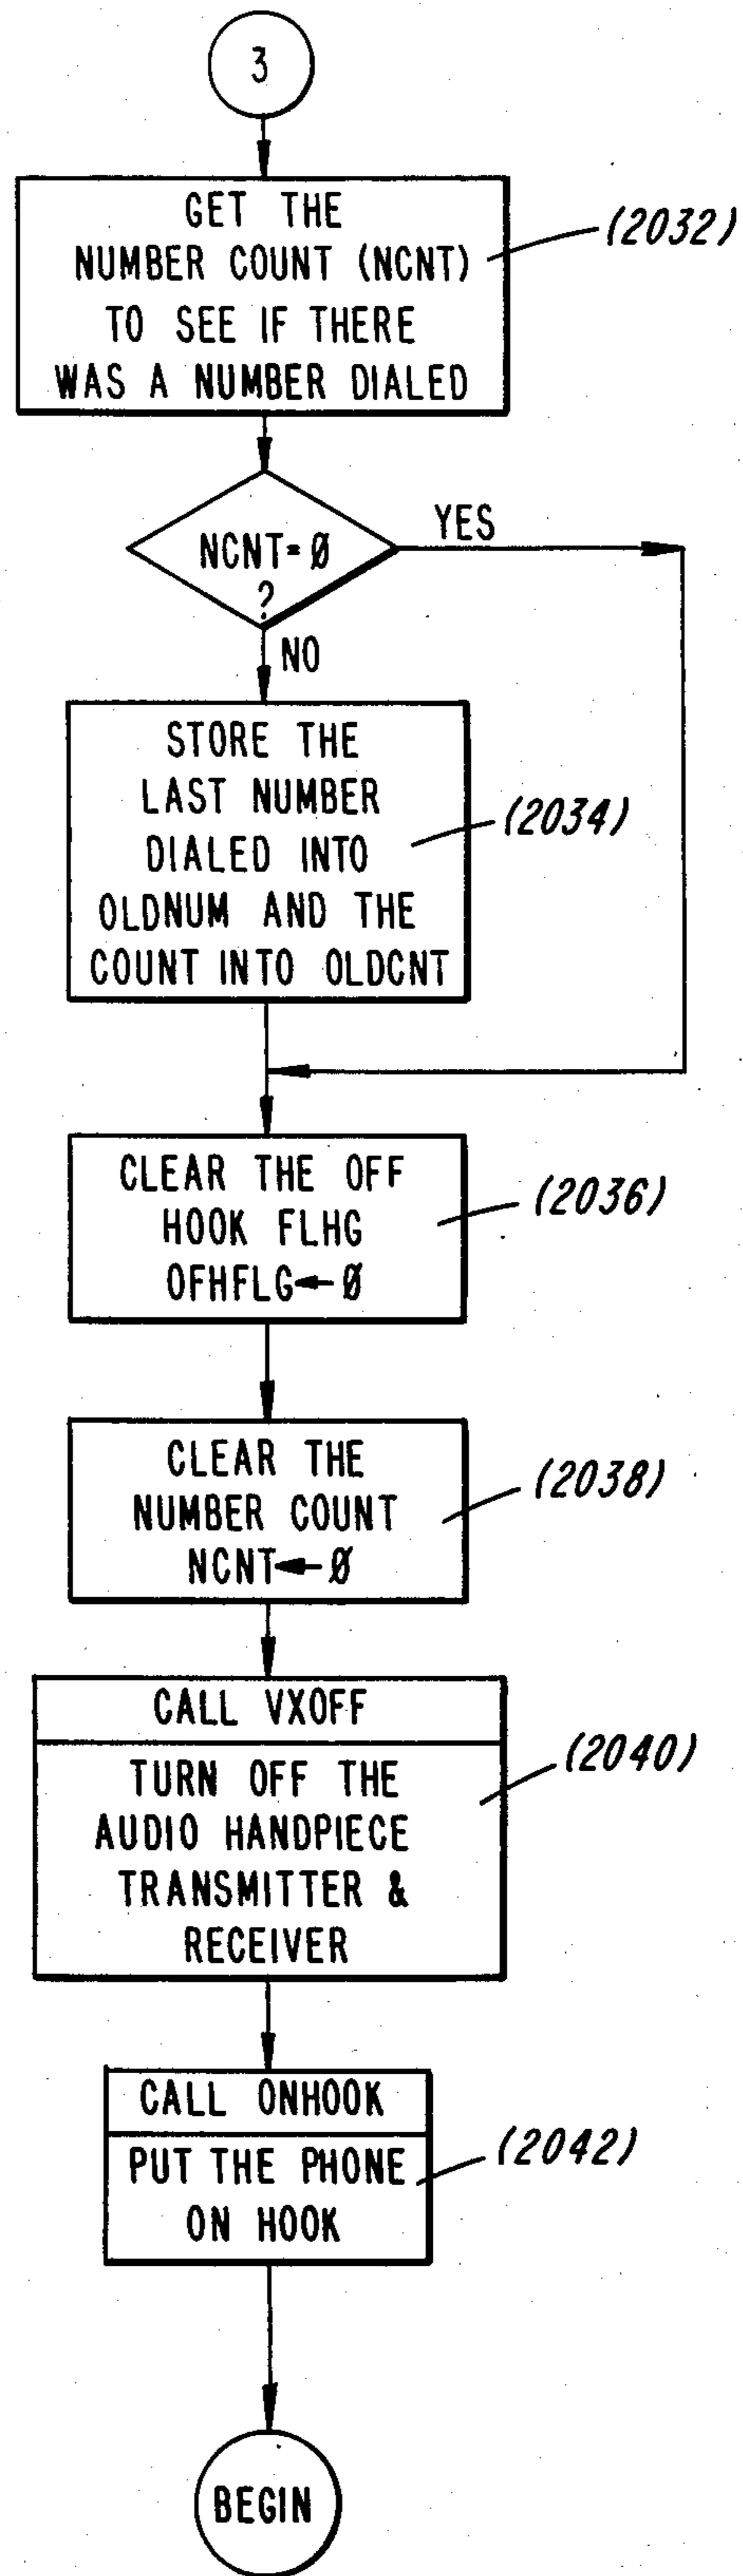 3
GET THE
NUMBER COUNT (NCNT)
TO SEE IF THERE
WAS A NUMBER DIALED
(2032)
NCNT=Ø
?
YES
NO
STORE THE
LAST NUMBER
DIALED INTO
OLDNUM AND THE
COUNT INTO OLDCNT
(2034)
CLEAR THE OFF
HOOK FLHG
OFHFLG←Ø
(2036)
CLEAR THE
NUMBER COUNT
NCNT←Ø
(2038)
CALL VXOFF
TURN OFF THE
AUDIO HANDPIECE
TRANSMITTER &
RECEIVER
(2040)
CALL ONHOOK
PUT THE PHONE
ON HOOK
(2042)
BEGIN